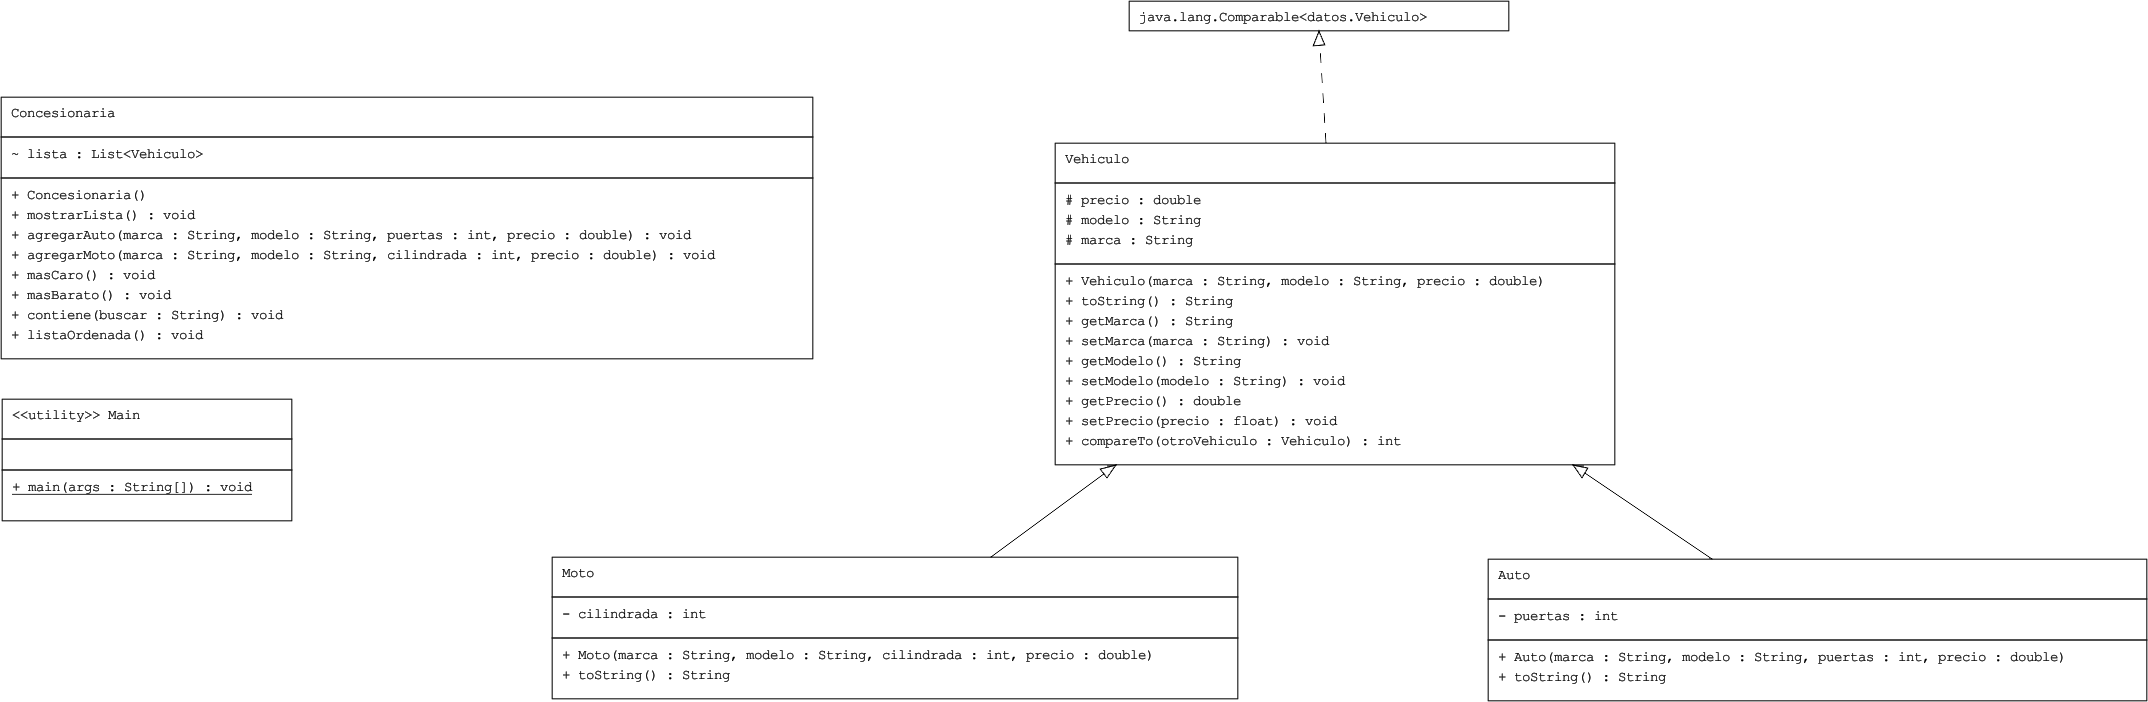 java.lang.Comparable<datos.Vehiculo>
Concesionaria
~ lista : List<Vehiculo>
+ Concesionaria()
+ mostrarLista() : void
+ agregarAuto(marca : String, modelo : String, puertas : int, precio : double) : void
+ agregarMoto(marca : String, modelo : String, cilindrada : int, precio : double) : void
+ masCaro() : void
+ masBarato() : void
+ contiene(buscar : String) : void
+ listaOrdenada() : void
Vehiculo
# precio : double
# modelo : String
# marca : String
+ Vehiculo(marca : String, modelo : String, precio : double)
+ toString() : String
+ getMarca() : String
+ setMarca(marca : String) : void
+ getModelo() : String
+ setModelo(modelo : String) : void
+ getPrecio() : double
+ setPrecio(precio : float) : void
+ compareTo(otroVehiculo : Vehiculo) : int
<<utility>> Main
+ main(args : String[]) : void
Moto
- cilindrada : int
+ Moto(marca : String, modelo : String, cilindrada : int, precio : double)
+ toString() : String
Auto
- puertas : int
+ Auto(marca : String, modelo : String, puertas : int, precio : double)
+ toString() : String